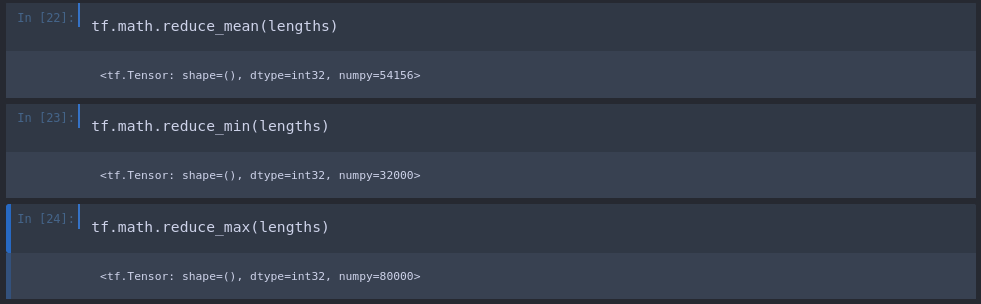 In [22]:
tf.math.reduce_mean(lengths)
<tf.Tensor: shape=(), dtype=int32, numpy=54156>
In [23]:
tf.math.reduce_min(lengths)
<tf.Tensor: shape=(), dtype=int32, numpy=32000>
In [24]:
tf.math.reduce_max(lengths)
<tf.Tensor: shape=(), dtype=int32, numpy=80000>